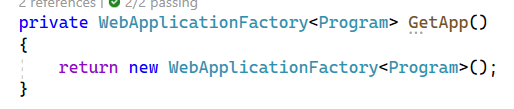 2 references | 2/2 passing
private WebApplicationFactory<Program> GetApp()
{
    return new WebApplicationFactory<Program>();
}